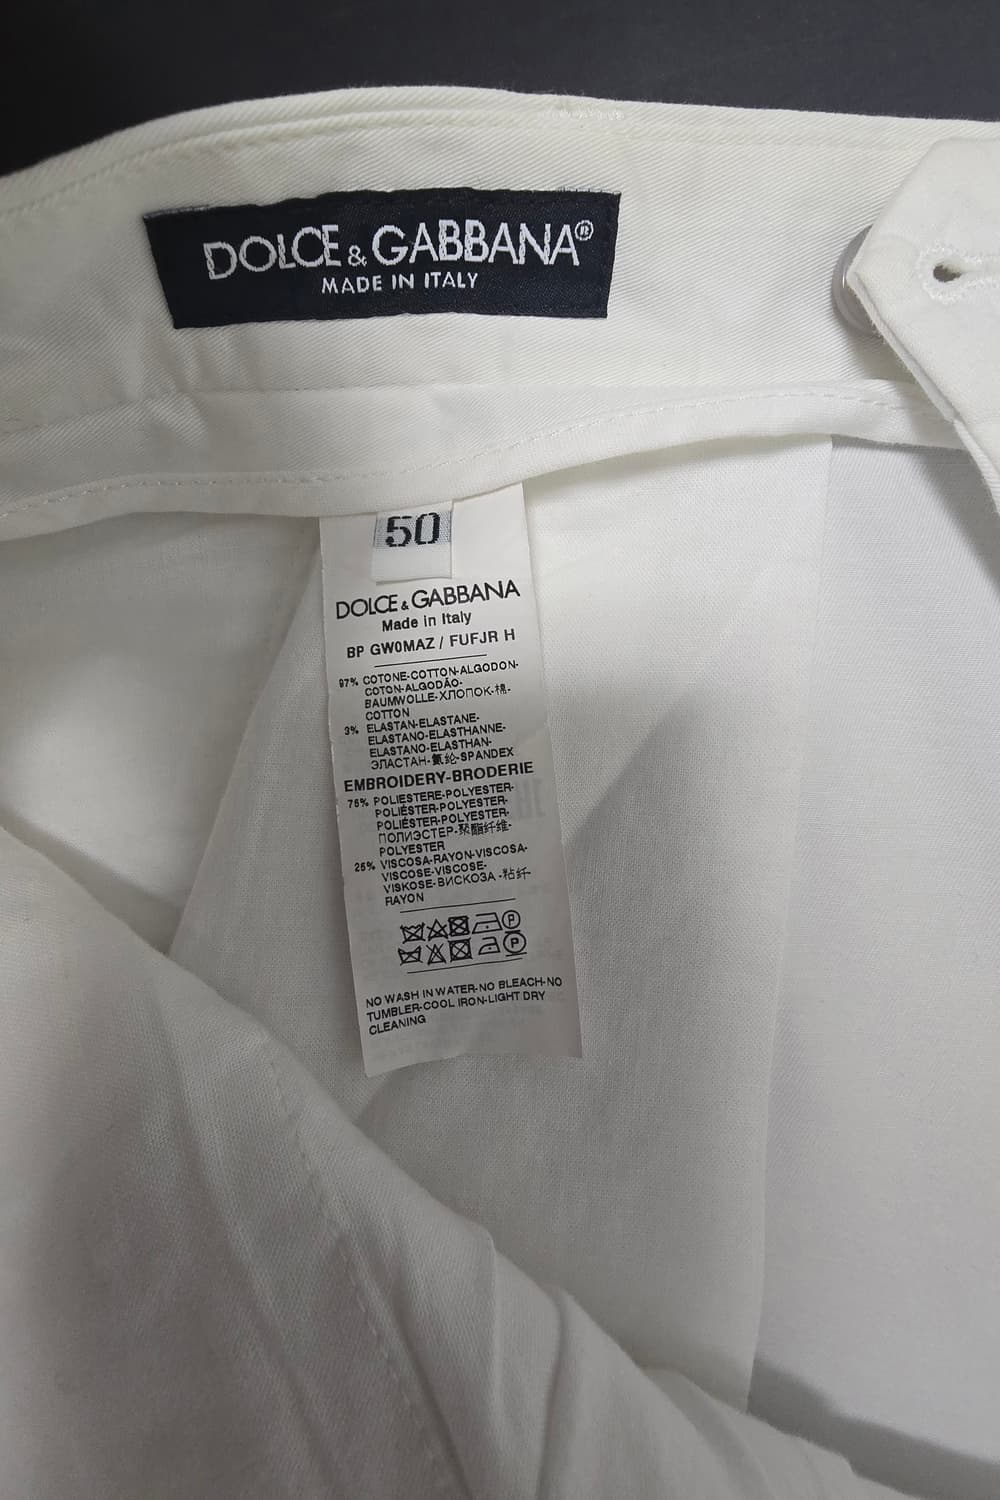 DOLCE & GABBANA®
MADE IN ITALY
50
DOLCE & GABBANA
Made in Italy
BP GW0MAZ / FUFJR H
97% COTONE-COTTON-ALGODON-
COTON-ALGODÃO-
BAUMWOLLE-ХЛОПОК-棉-
COTTON
3% ELASTAN-ELASTANE-
ELASTANO-ELASTHANNE-
ELASTANO-ELASTHAN-
ЭЛАСТАН-氨纶-SPANDEX
EMBROIDERY-BRODERIE
75% POLIESTERE-POLYESTER-
POLIÉSTER-POLYESTER-
POLIÉSTER-POLYESTER-
ПОЛИЭСТЕР-聚酯纤维-
POLYESTER
25% VISCOSA-RAYON-VISCOSA-
VISCOSE-VISCOSE-
VISKOSE-ВИСКОЗА-粘纤-
RAYON
P
P
NO WASH IN WATER-NO BLEACH-NO
TUMBLER-COOL IRON-LIGHT DRY
CLEANING